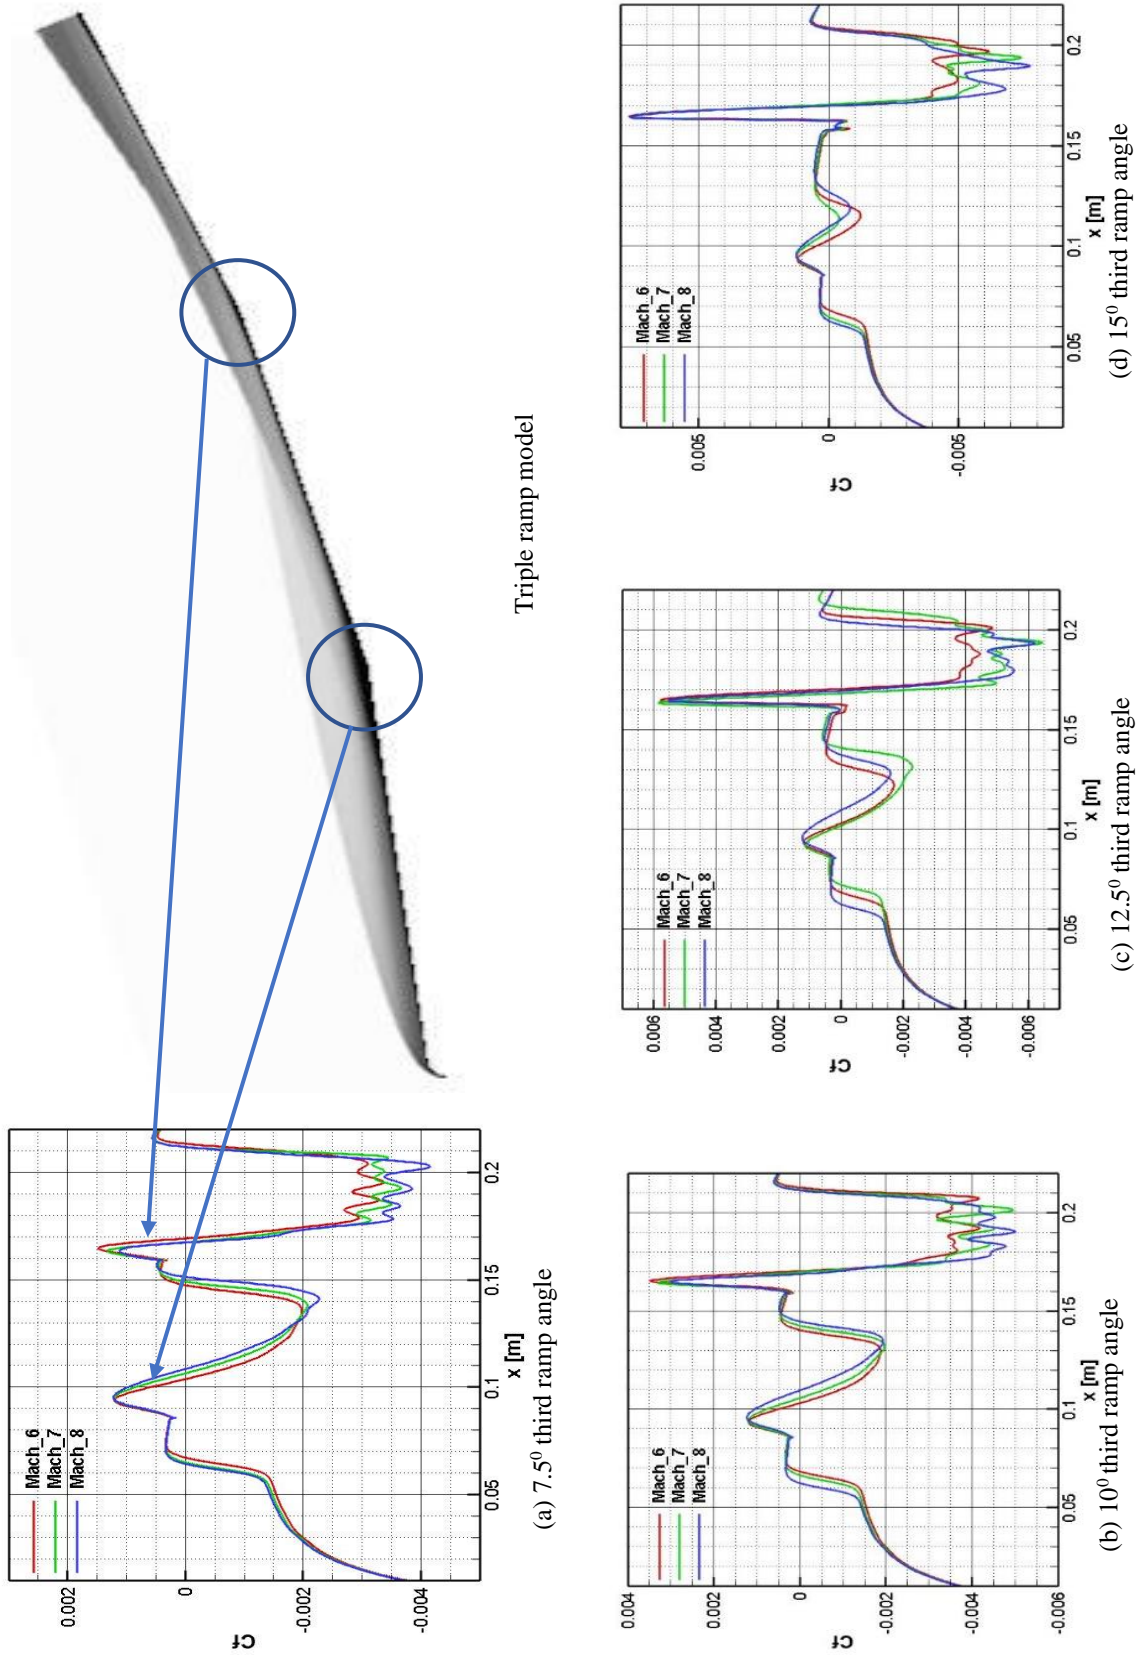 Mach_6
Mach_7
Mach_8
0.002
0
-0.002
-0.004
Cf
0.05
0.1
0.15
0.2
x [m]
(a) 7.5⁰ third ramp angle
Triple ramp model
Mach_6
Mach_7
Mach_8
0.004
0.002
0
-0.002
-0.004
-0.006
Cf
0.05
0.1
0.15
0.2
x [m]
(b) 10⁰ third ramp angle
Mach_6
Mach_7
Mach_8
0.006
0.004
0.002
0
-0.002
-0.004
-0.006
Cf
0.05
0.1
0.15
0.2
x [m]
(c) 12.5⁰ third ramp angle
Mach_6
Mach_7
Mach_8
0.005
0
-0.005
Cf
0.05
0.1
0.15
0.2
x [m]
(d) 15⁰ third ramp angle